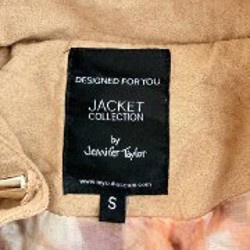 DESIGNED FOR YOU
JACKET
COLLECTION
by
Jennifer Taylor
S